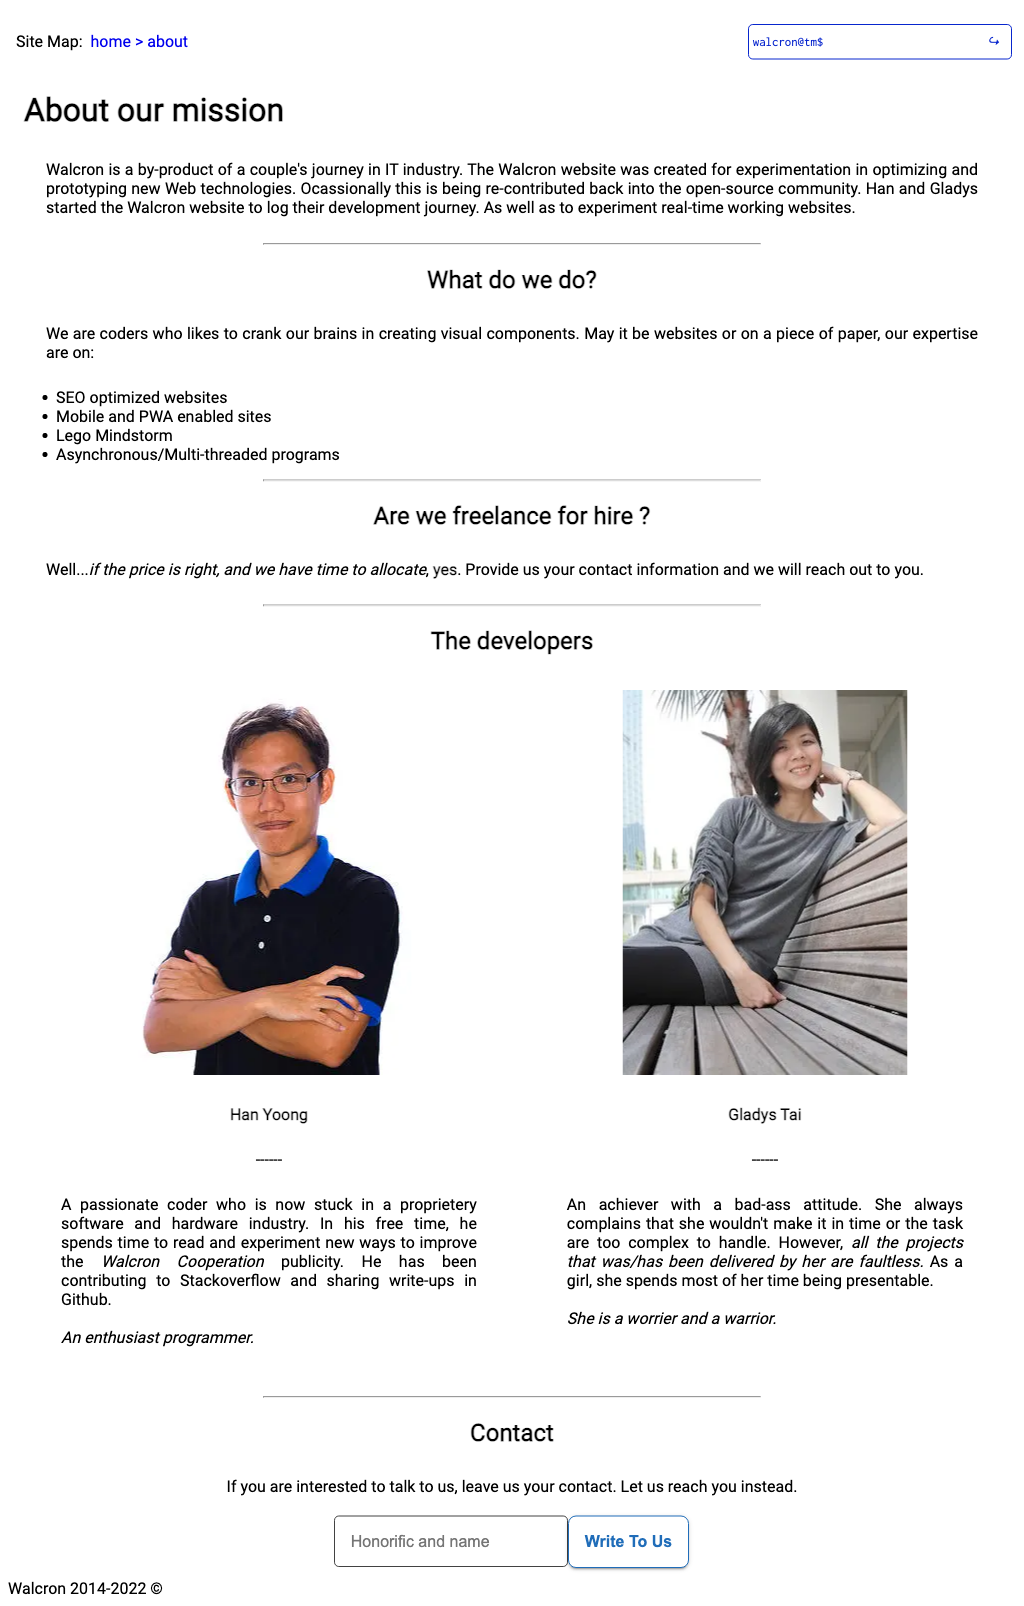 Site Map: home > about
walcron@tm$
About our mission
Walcron is a by-product of a couple's journey in IT industry. The Walcron website was created for experimentation in optimizing and
prototyping new Web technologies. Ocassionally this is being re-contributed back into the open-source community. Han and Gladys
started the Walcron website to log their development journey. As well as to experiment real-time working websites.
What do we do?
We are coders who likes to crank our brains in creating visual components. May it be websites or on a piece of paper, our expertise
are on:
• SEO optimized websites
• Mobile and PWA enabled sites
• Lego Mindstorm
• Asynchronous/Multi-threaded programs
Are we freelance for hire ?
Well...if the price is right, and we have time to allocate, yes. Provide us your contact information and we will reach out to you.
The developers
Han Yoong
------
A passionate coder who is now stuck in a proprietery
software and hardware industry. In his free time, he
spends time to read and experiment new ways to improve
the Walcron Cooperation publicity. He has been
contributing to Stackoverflow and sharing write-ups in
Github.
An enthusiast programmer.
Gladys Tai
------
An achiever with a bad-ass attitude. She always
complains that she wouldn't make it in time or the task
are too complex to handle. However, all the projects
that was/has been delivered by her are faultless. As a
girl, she spends most of her time being presentable.
She is a worrier and a warrior.
Contact
If you are interested to talk to us, leave us your contact. Let us reach you instead.
Honorific and name
Write To Us
Walcron 2014-2022 ©